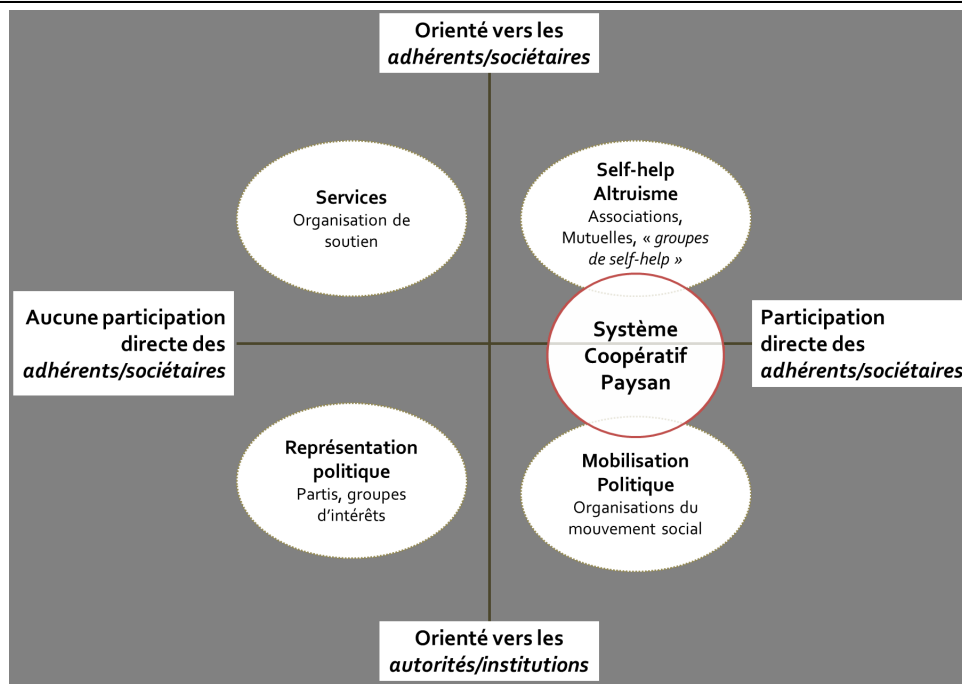 Orienté vers les
adhérents/sociétaires
Services
Organisation de
soutien
Self-help
Altruisme
Associations,
Mutuelles, « groupes
de self-help »
Aucune participation
directe des
adhérents/sociétaires
Système
Coopératif
Paysan
Participation
directe des
adhérents/sociétaires
Représentation
politique
Partis, groupes
d’intérêts
Mobilisation
Politique
Organisations du
mouvement social
Orienté vers les
autorités/institutions